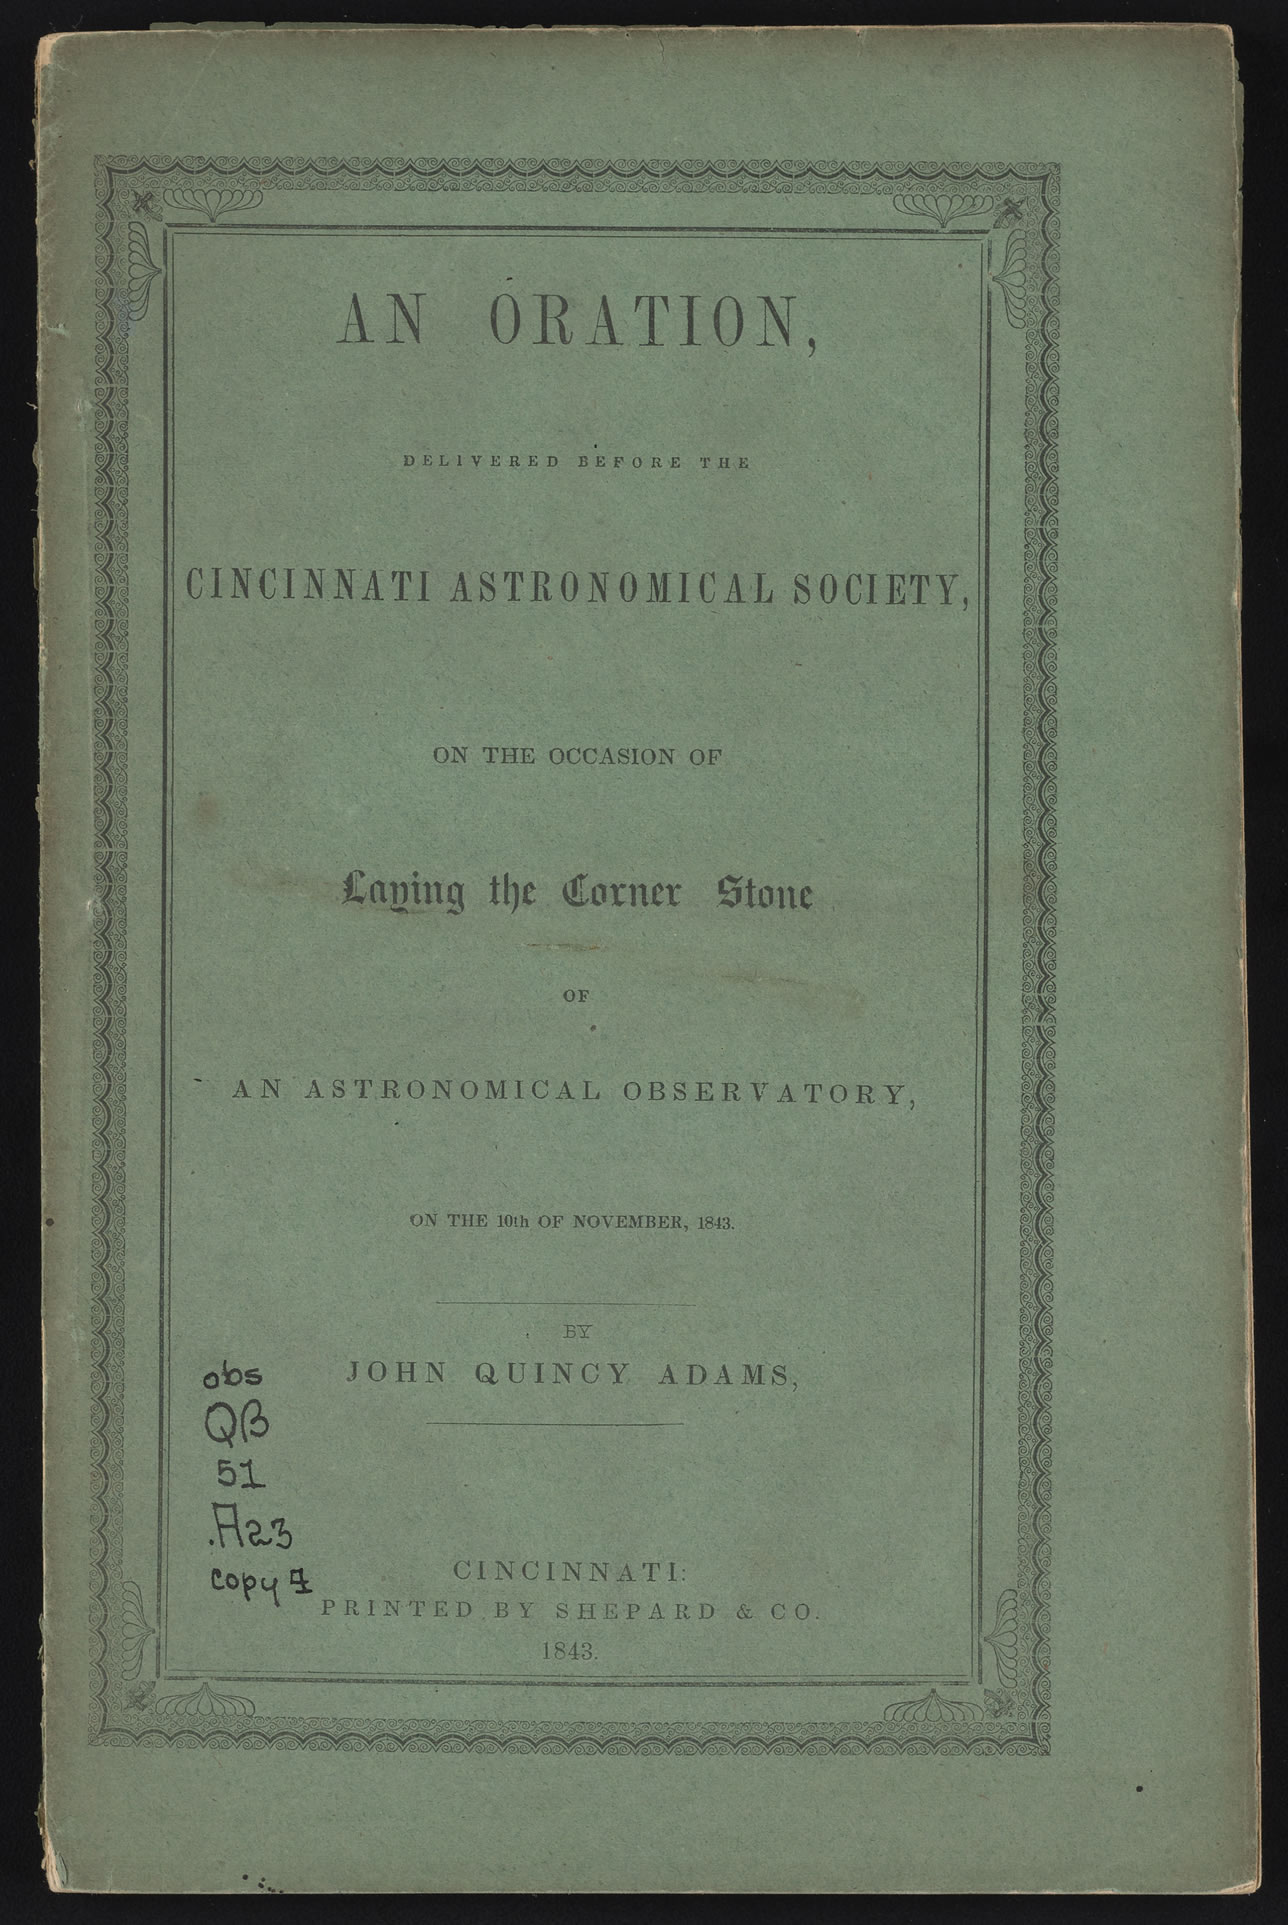 AN ORATION,
DELIVERED BEFORE THE
CINCINNATI ASTRONOMICAL SOCIETY,
ON THE OCCASION OF
Laying the Corner Stone
OF
AN ASTRONOMICAL OBSERVATORY,
ON THE 10th OF NOVEMBER, 1843.
BY
JOHN QUINCY ADAMS,
obs
QB
51
.A23
copy
CINCINNATI:
PRINTED BY SHEPARD & CO.
1843.